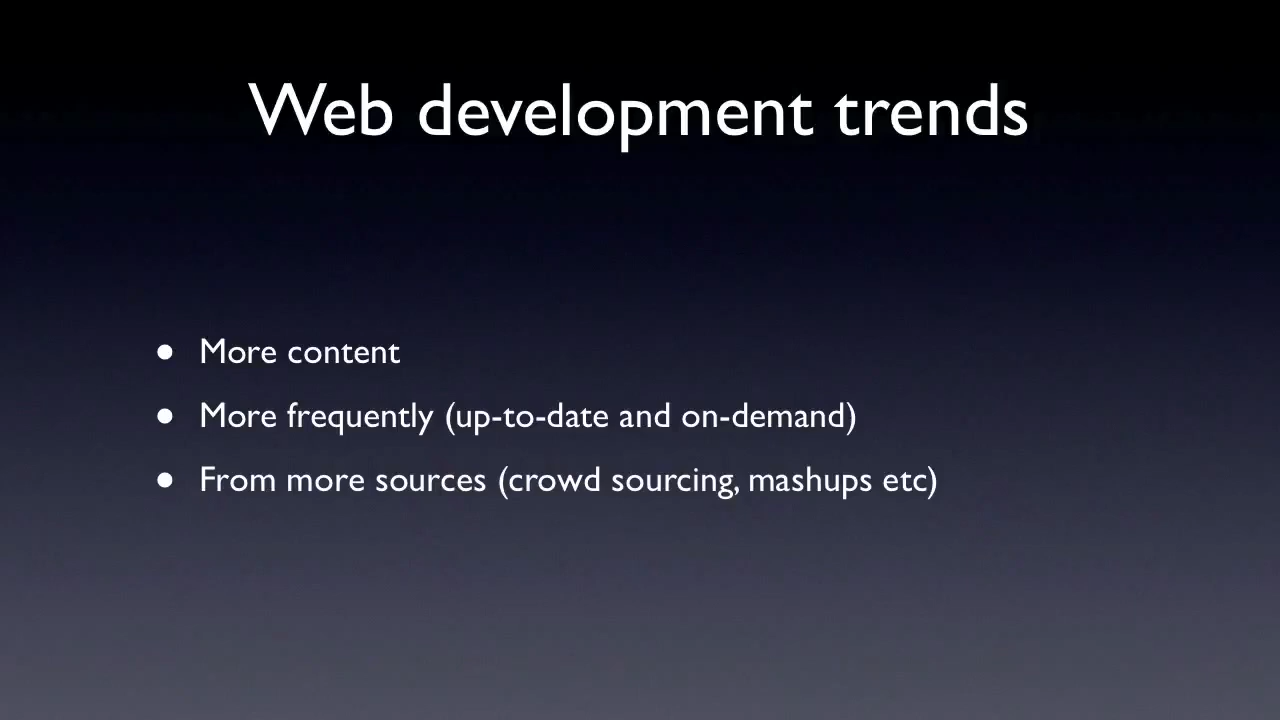 Web development trends
• More content
• More frequently (up-to-date and on-demand)
• From more sources (crowd sourcing, mashups etc)